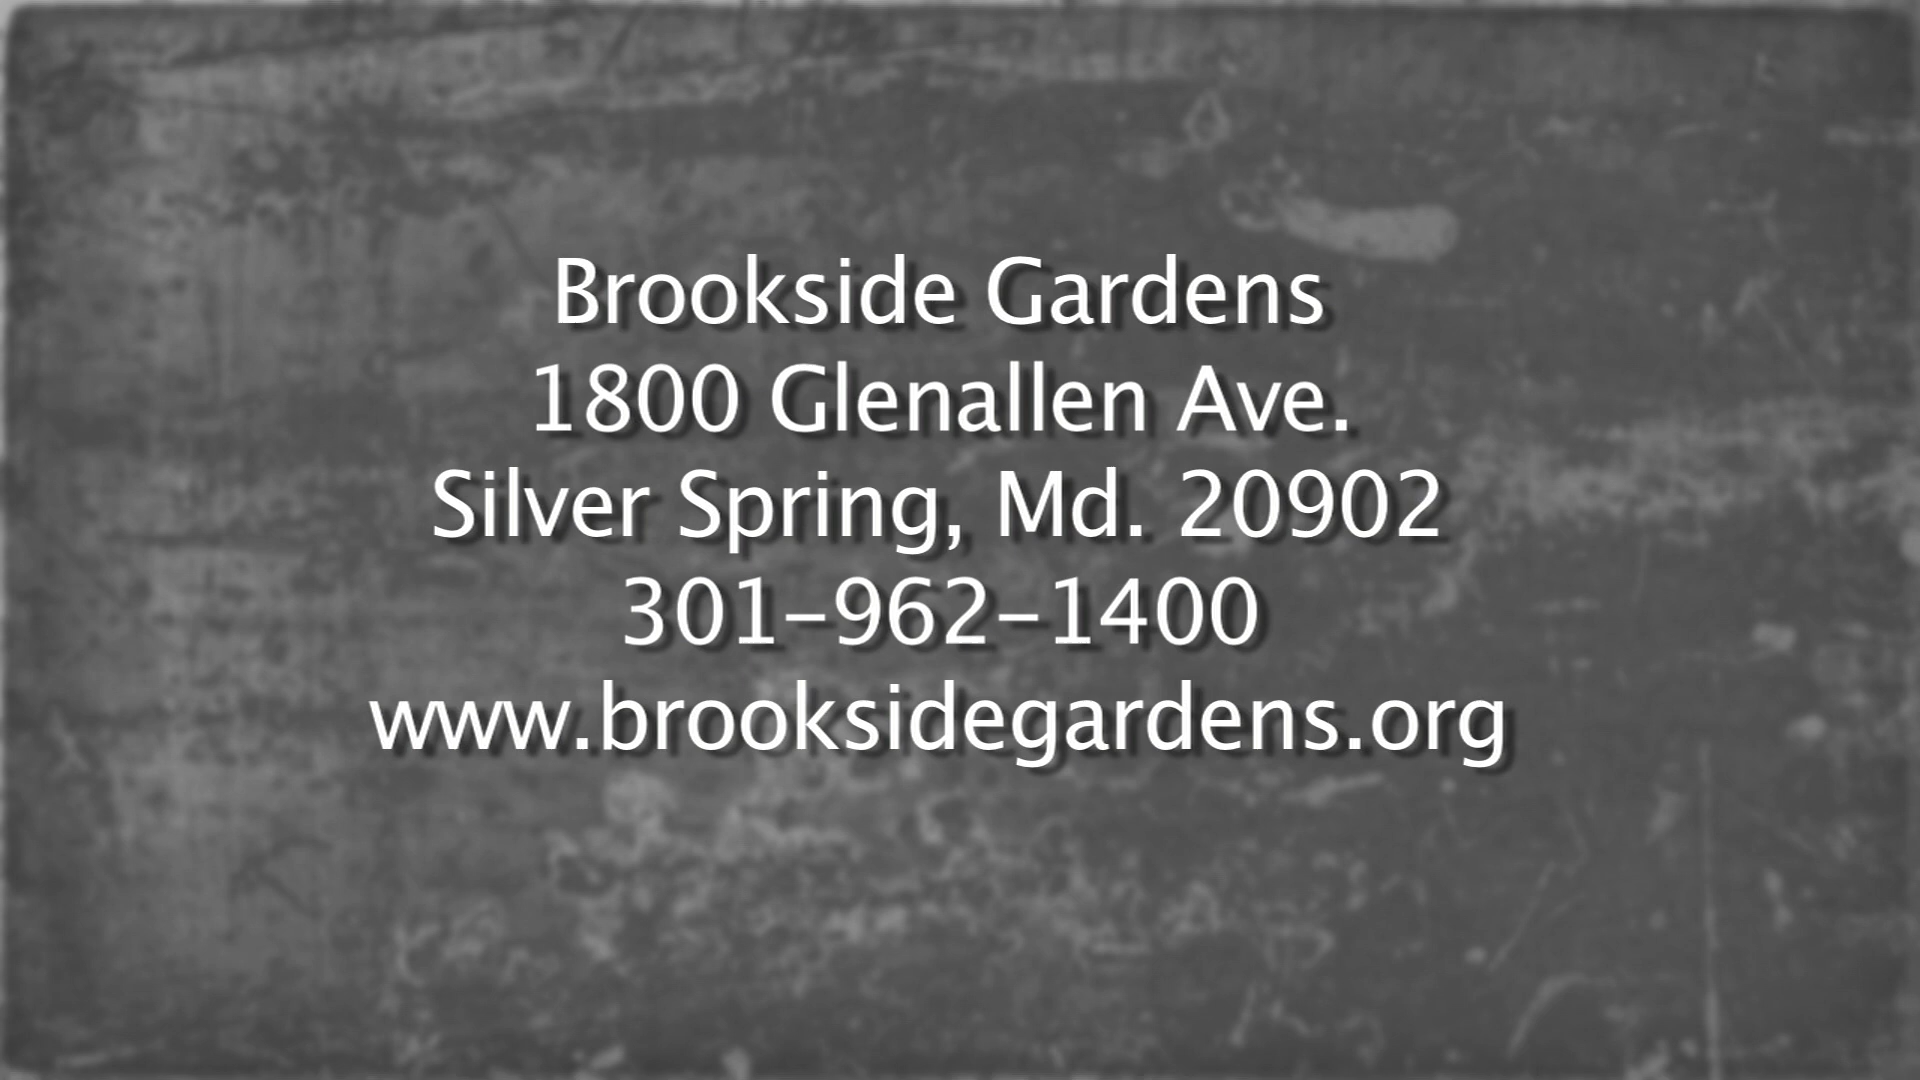 Brookside Gardens
1800 Glenallen Ave.
Silver Spring, Md. 20902
301-962-1400
www.brooksidegardens.org